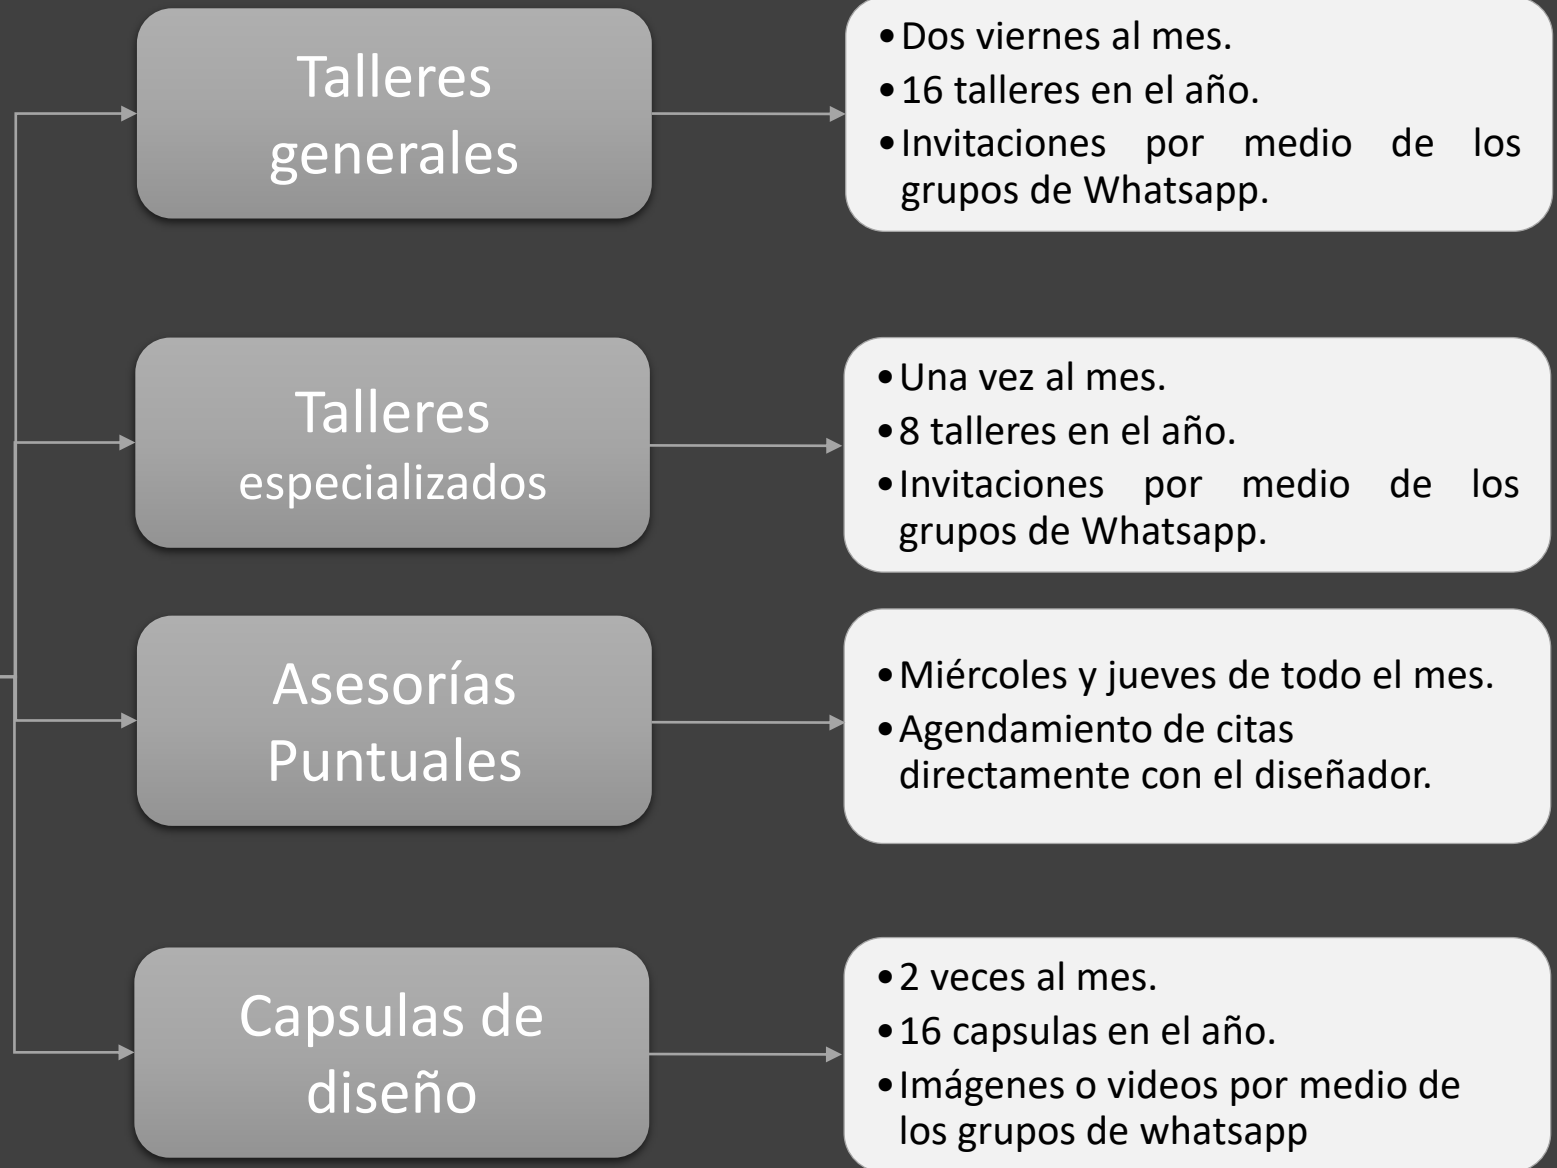 Talleres
generales
•Dos viernes al mes.
•16 talleres en el año.
•Invitaciones por medio de los
grupos de Whatsapp.
Talleres
especializados
•Una vez al mes.
•8 talleres en el año.
•Invitaciones por medio de los
grupos de Whatsapp.
Asesorías
Puntuales
•Miércoles y jueves de todo el mes.
•Agendamiento de citas
directamente con el diseñador.
Capsulas de
diseño
•2 veces al mes.
•16 capsulas en el año.
•Imágenes o videos por medio de
los grupos de whatsapp